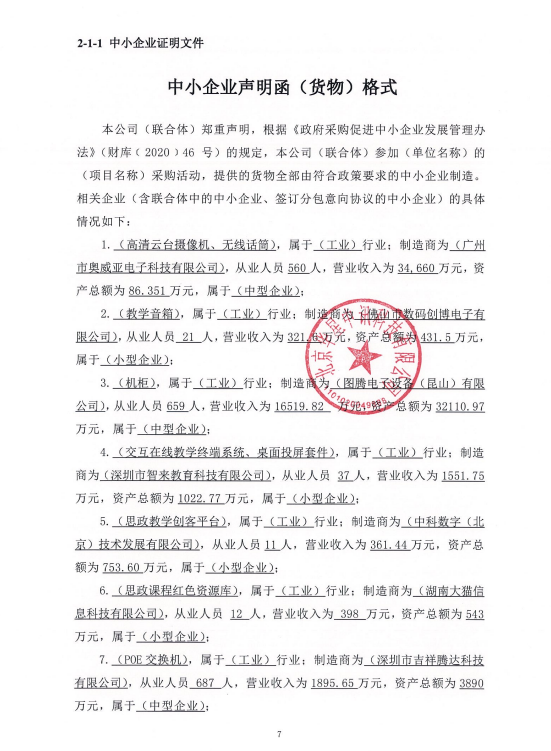 2-1-1 中小企业证明文件
中小企业声明函（货物）格式
本公司（联合体）郑重声明，根据《政府采购促进中小企业发展管理办
法》（财库﹝2020﹞46 号）的规定，本公司（联合体）参加（单位名称）的
（项目名称）采购活动，提供的货物全部由符合政策要求的中小企业制造。
相关企业（含联合体中的中小企业、签订分包意向协议的中小企业）的具体
情况如下：
1. （高清云台摄像机、无线话筒），属于（工业）行业；制造商为（广州
市奥威亚电子科技有限公司），从业人员 560 人，营业收入为 34,660 万元，资
产总额为 86,351 万元，属于（中型企业）；
2. （教学音箱），属于（工业）行业；制造商为（佛山市数码创博电子有
限公司），从业人员 21 人，营业收入为 321.6 万元，资产总额为 431.5 万元，
属于（小型企业）；
3. （机柜），属于（工业）行业；制造商为（图腾电子设备（昆山）有限
公司），从业人员 659 人，营业收入为 16519.82 万元，资产总额为 32110.97
万元，属于（中型企业）；
4. （交互在线教学终端系统、桌面投屏套件），属于（工业）行业；制造
商为（深圳市智来教育科技有限公司），从业人员 37 人，营业收入为 1551.75
万元，资产总额为 1022.77 万元，属于（小型企业）；
5. （思政教学创客平台），属于（工业）行业；制造商为（中科数字（北
京）技术发展有限公司），从业人员 11 人，营业收入为 361.44 万元，资产总
额为 753.60 万元，属于（小型企业）；
6. （思政课程红色资源库），属于（工业）行业；制造商为（湖南大猫信
息科技有限公司），从业人员 12 人，营业收入为 398 万元，资产总额为 543
万元，属于（小型企业）；
7. （POE 交换机），属于（工业）行业；制造商为（深圳市吉祥腾达科技
有限公司），从业人员 687 人，营业收入为 1895.65 万元，资产总额为 3890
万元，属于（中型企业）；
7